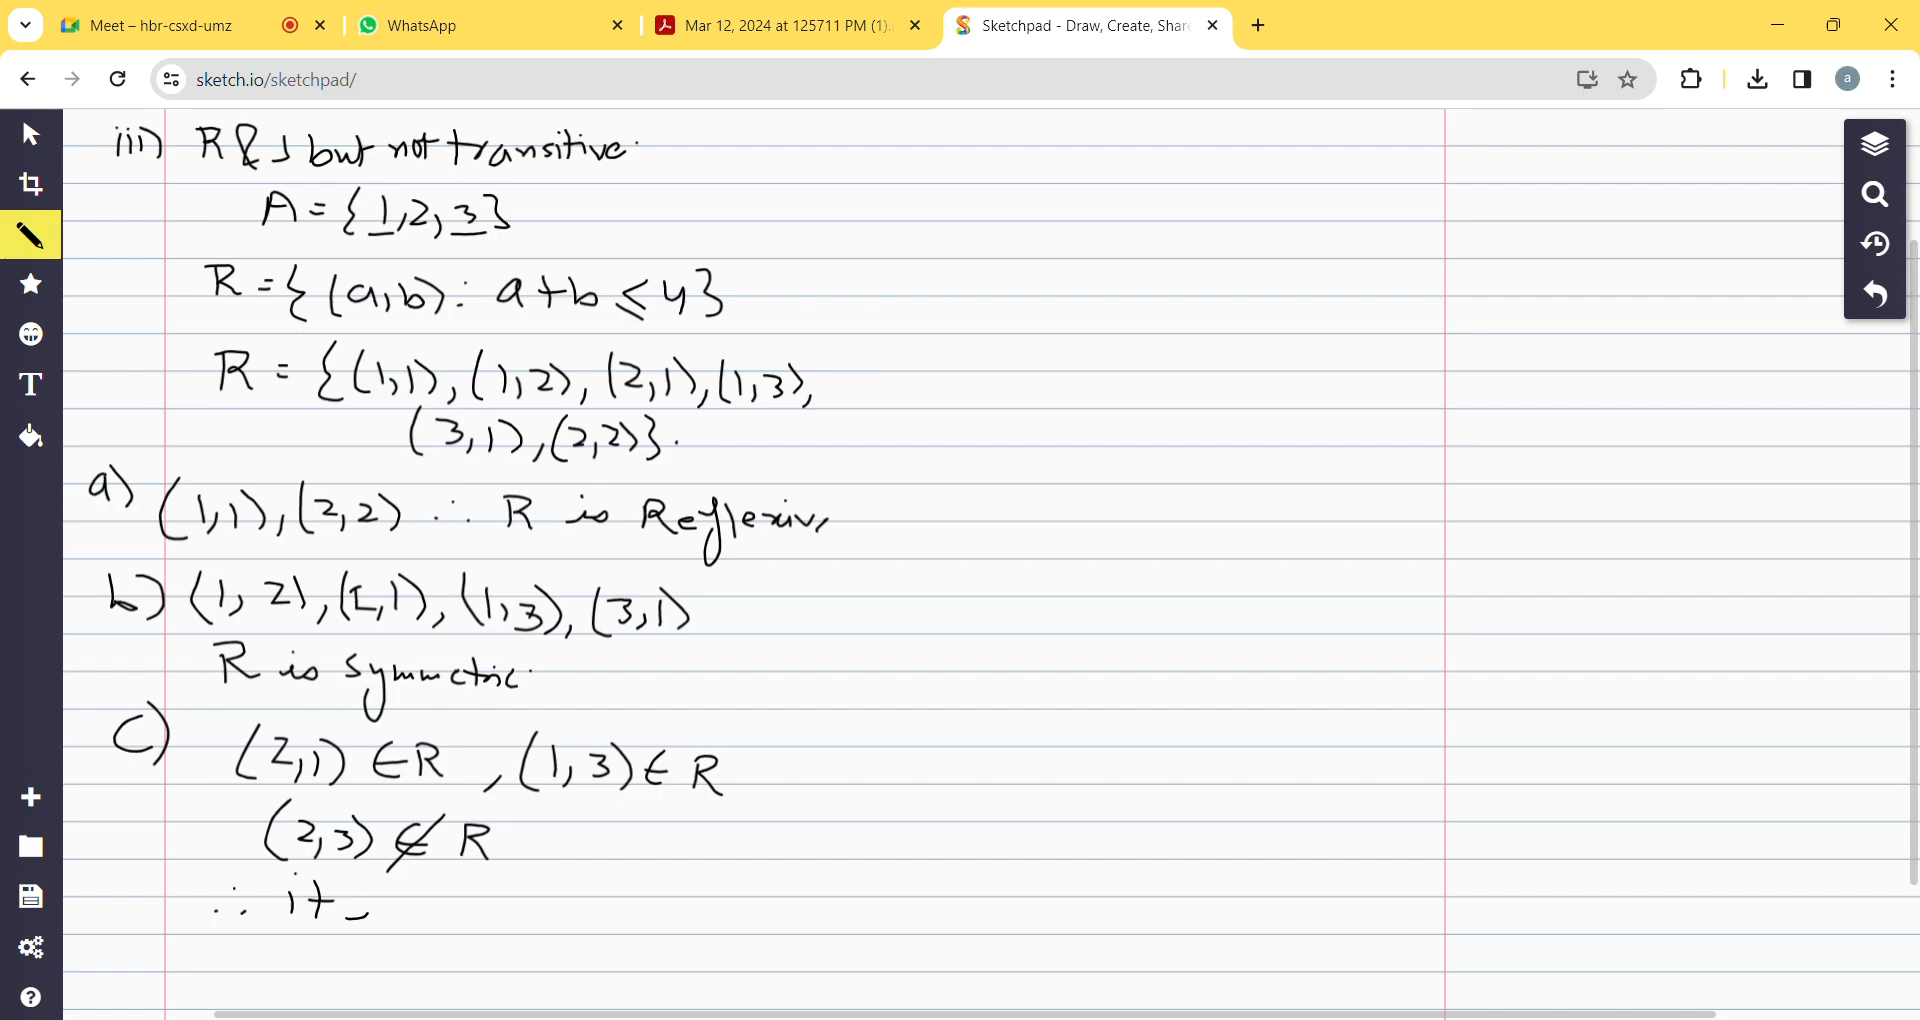 Meet – hbr-csxd-umz
WhatsApp
Mar 12, 2024 at 125711 PM (1).
Sketchpad - Draw, Create, Share
sketch.io/sketchpad/
a
iii) R & S but not transitive.
A = {1,2,3}
R = {(a,b): a+b ≤ 4}
R = {(1,1), (1,2), (2,1), (1,3),
(3,1), (2,2)}.
a) (1,1), (2,2) ∴ R is Reflexive
b) (1,2), (2,1), (1,3), (3,1)
R is symmetric.
c)
(2,1) ∈ R , (1,3) ∈ R
(2,3) ∉ R
∴ it
T